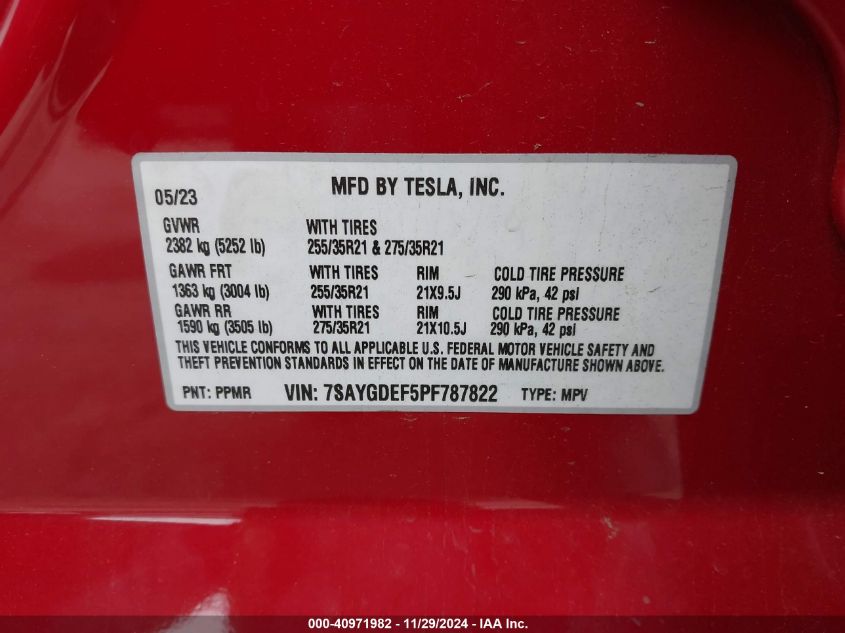 MFD BY TESLA, INC.
05/23
GVWR WITH TIRES
2382 kg (5252 lb) 255/35R21 & 275/35R21
GAWR FRT WITH TIRES RIM COLD TIRE PRESSURE
1363 kg (3004 lb) 255/35R21 21X9.5J 290 kPa, 42 psi
GAWR RR WITH TIRES RIM COLD TIRE PRESSURE
1590 kg (3505 lb) 275/35R21 21X10.5J 290 kPa, 42 psi
THIS VEHICLE CONFORMS TO ALL APPLICABLE U.S. FEDERAL MOTOR VEHICLE SAFETY AND
THEFT PREVENTION STANDARDS IN EFFECT ON THE DATE OF MANUFACTURE SHOWN ABOVE.
PNT: PPMR VIN: 7SAYGDEF5PF787822 TYPE: MPV
000-40971982 - 11/29/2024 - IAA Inc.